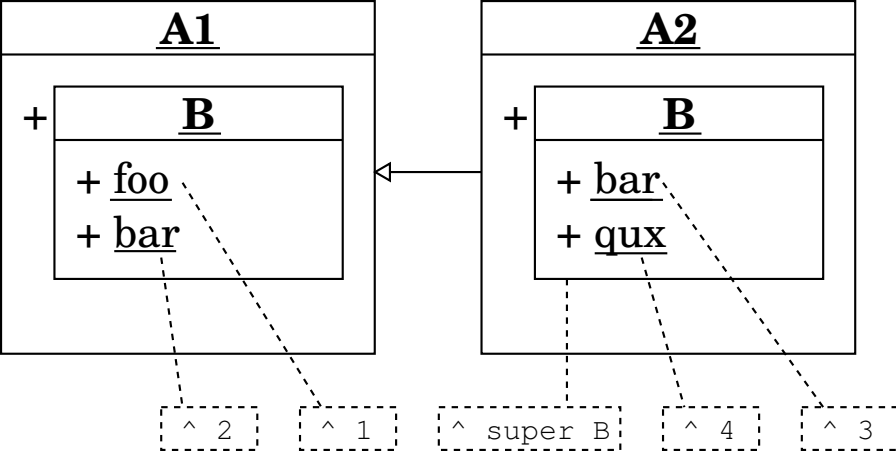 A1 A2
+ B + B
+ foo + bar
+ bar + qux
^ 2 ^ 1 ^ super B ^ 4 ^ 3